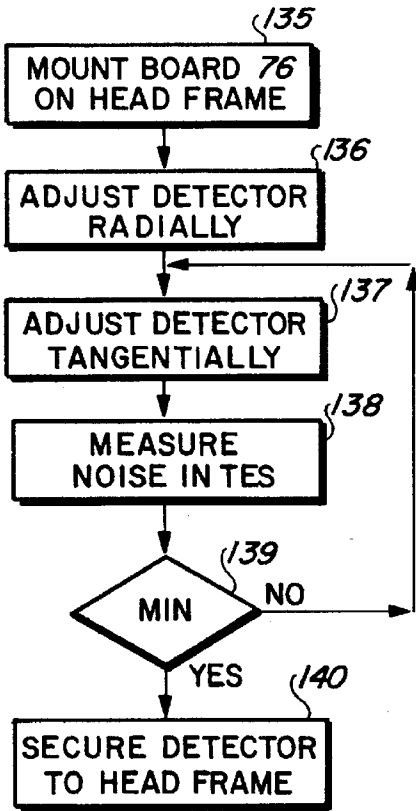 135
MOUNT BOARD 76
ON HEAD FRAME
136
ADJUST DETECTOR
RADIALLY
137
ADJUST DETECTOR
TANGENTIALLY
138
MEASURE
NOISE IN TES
139
MIN
NO
YES
140
SECURE DETECTOR
TO HEAD FRAME